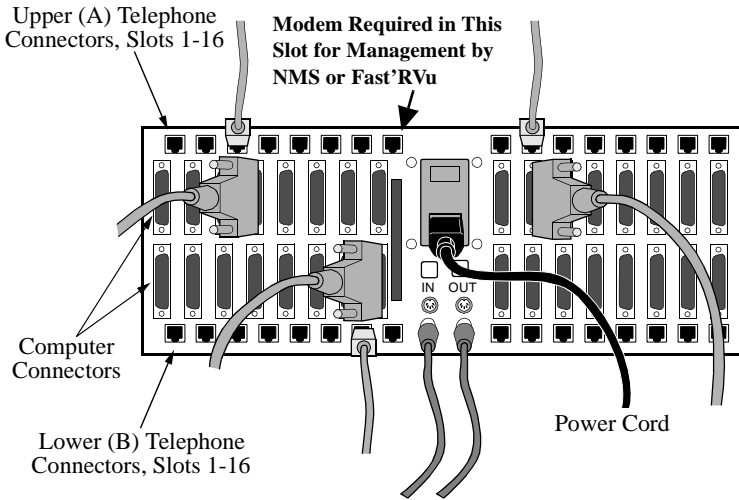 Upper (A) Telephone
Connectors, Slots 1-16
Modem Required in This
Slot for Management by
NMS or Fast'RVu
IN OUT
Computer
Connectors
Power Cord
Lower (B) Telephone
Connectors, Slots 1-16